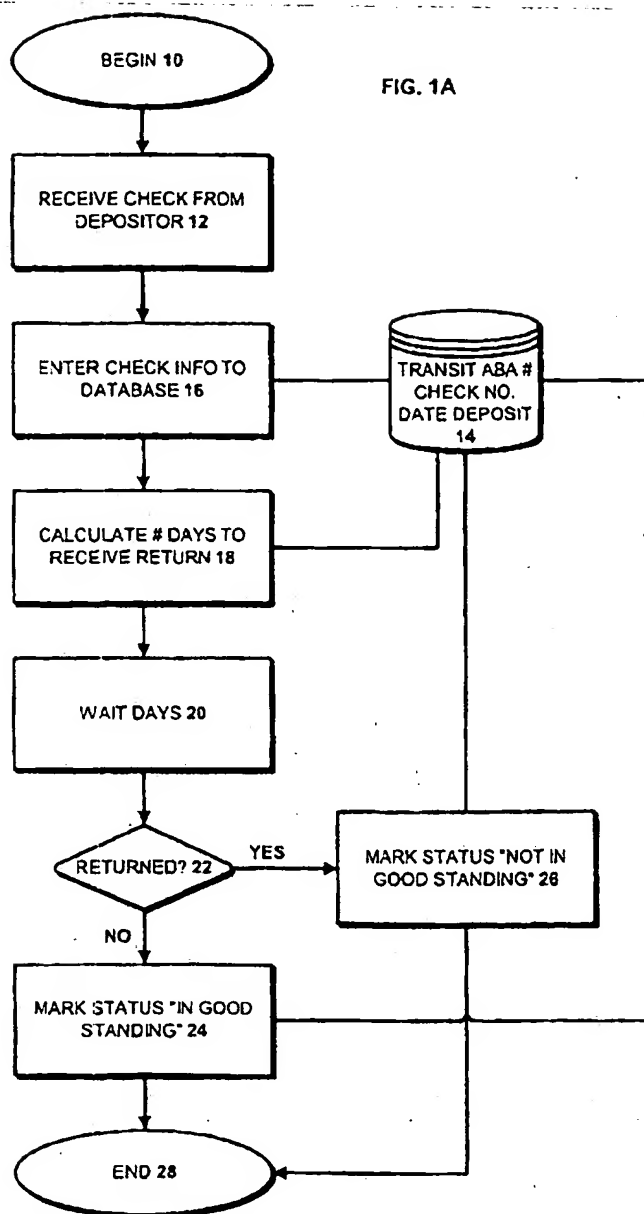 BEGIN 10
FIG. 1A
RECEIVE CHECK FROM
DEPOSITOR 12
ENTER CHECK INFO TO
DATABASE 16
TRANSIT ABA #
CHECK NO.
DATE DEPOSIT
14
CALCULATE # DAYS TO
RECEIVE RETURN 18
WAIT DAYS 20
RETURNED? 22
YES
MARK STATUS "NOT IN
GOOD STANDING" 26
NO
MARK STATUS "IN GOOD
STANDING" 24
END 28